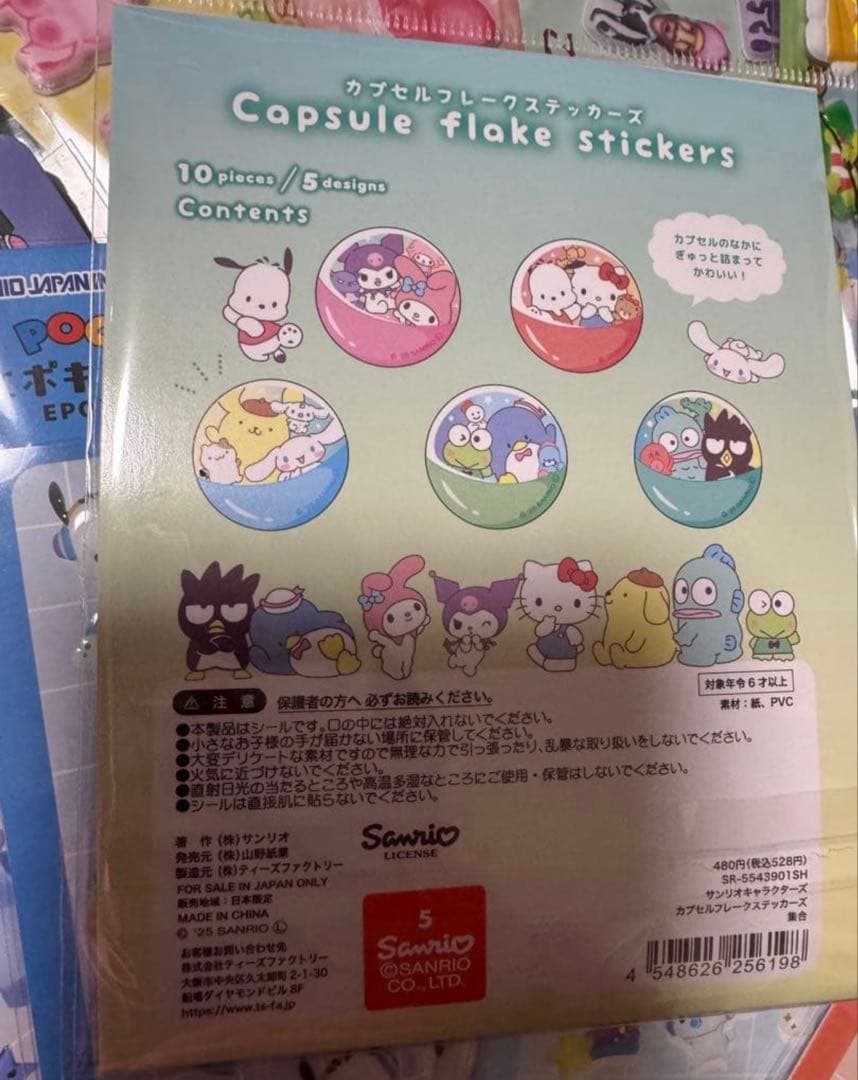 カプセルフレークステッカーズ
Capsule flake stickers
10 pieces / 5 designs
Contents
カプセルのなかに
ぎゅっと詰まって
かわいい！
注意 保護者の方へ 必ずお読みください。
対象年令6才以上
素材：紙、PVC
●本製品はシールです。口の中には絶対入れないでください。
●小さなお子様の手が届かない場所に保管してください。
●大変デリケートな素材ですので無理な力で引っ張ったり、乱暴な取り扱いをしないでください。
●火気に近づけないでください。
●直射日光の当たるところや高温多湿なところにご使用・保管はしないでください。
●シールは直接肌に貼らないでください。
著作 (株)サンリオ
発売元 (株)山野紙業
製造元 (株)ティーズファクトリー
FOR SALE IN JAPAN ONLY
販売地域：日本限定
MADE IN CHINA
© '25 SANRIO Ⓛ
Sanrio
LICENSE
お客様お問い合わせ先
株式会社ティーズファクトリー
大阪市中央区久太郎町 2-1-30
船場ダイヤモンドビル 8F
https://www.ts-fa.jp
5
Sanrio
©SANRIO
CO., LTD.
480円(税込528円)
SR-5543901SH
サンリオキャラクターズ
カプセルフレークステッカーズ
集合
4 548626 256198
JAPAN